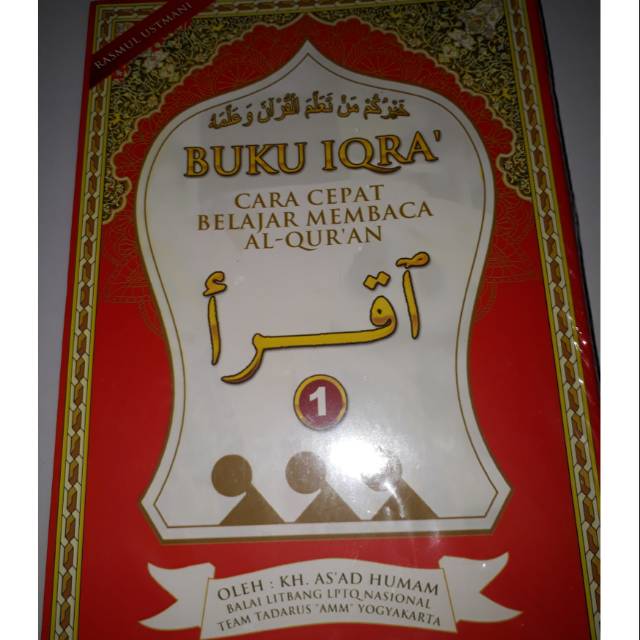 RASMUL USTMANI
خَيْرُكُمْ مَنْ تَعَلَّمَ الْقُرْآنَ وَعَلَّمَهُ
BUKU IQRA'
CARA CEPAT
BELAJAR MEMBACA
AL-QUR'AN
ٱقرأ
1
OLEH : KH. AS'AD HUMAM
BALAI LITBANG LPTQ NASIONAL
TEAM TADARUS "AMM" YOGYAKARTA